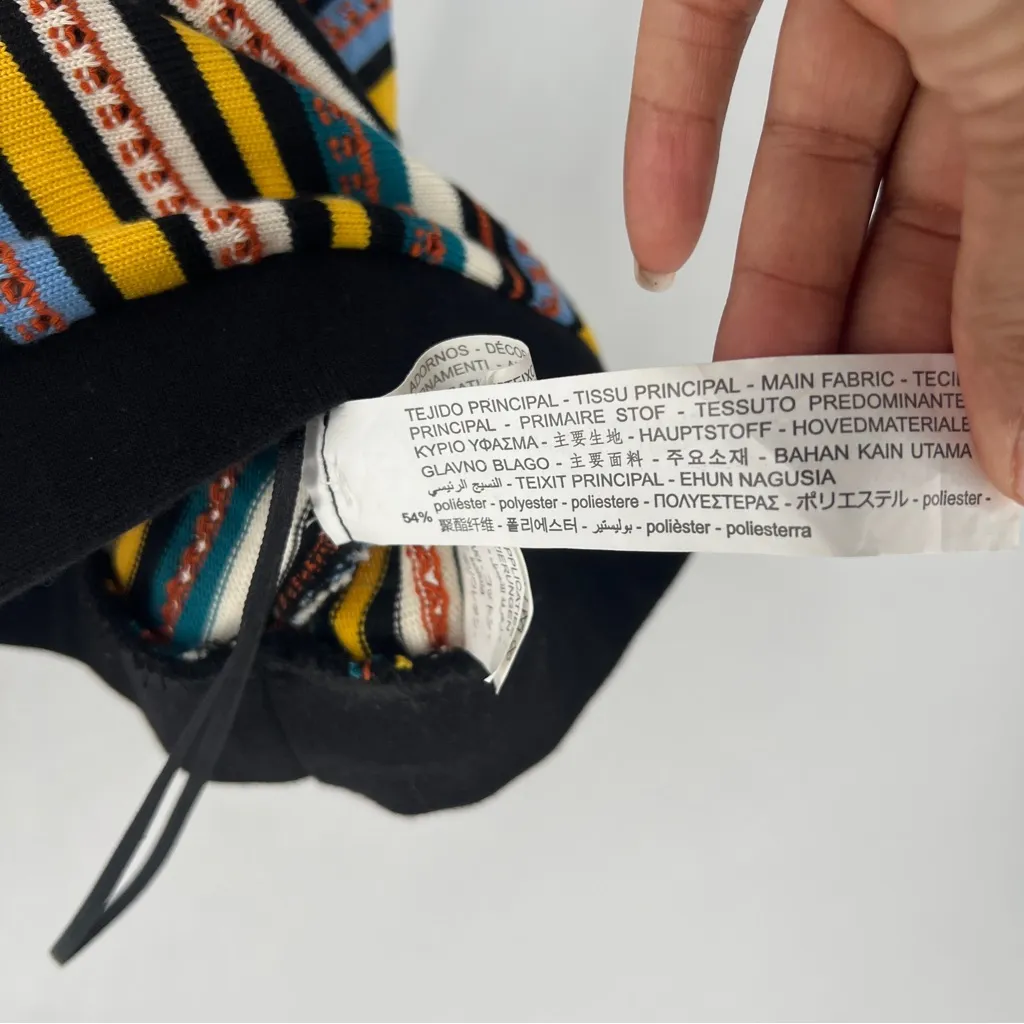 ADORNOS - DÉCO
TEJIDO PRINCIPAL - TISSU PRINCIPAL - MAIN FABRIC - TECI
PRINCIPAL - PRIMAIRE STOF - TESSUTO PREDOMINANTE
ΚΥΡΙΟ ΥΦΑΣΜΑ - 主要生地 - HAUPTSTOFF - HOVEDMATERIALE
GLAVNO BLAGO - 主要面料 - 주요소재 - BAHAN KAIN UTAMA
النسيج الرئيسي - TEIXIT PRINCIPAL - EHUN NAGUSIA
54% poliéster - polyester - poliestere - ΠΟΛΥΕΣΤΕΡΑΣ - ポリエステル - poliester -
聚酯纤维 - 폴리에스터 - بوليستير - polièster - poliesterra